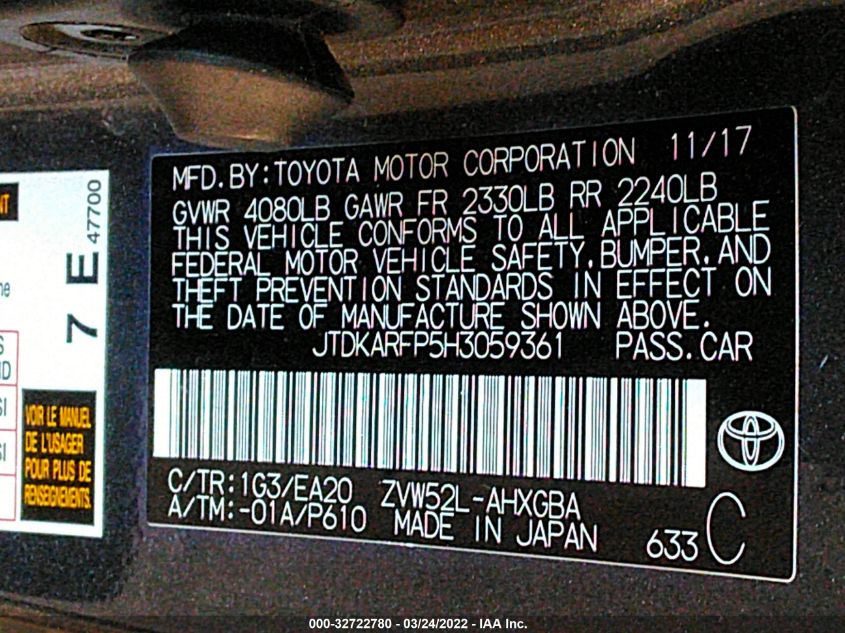 MFD. BY: TOYOTA MOTOR CORPORATION 11/17
GVWR 4080LB GAWR FR 2330LB RR 2240LB
THIS VEHICLE CONFORMS TO ALL APPLICABLE
FEDERAL MOTOR VEHICLE SAFETY, BUMPER, AND
THEFT PREVENTION STANDARDS IN EFFECT ON
THE DATE OF MANUFACTURE SHOWN ABOVE.
JTDKARFP5H3059361 PASS. CAR
C/TR: 1G3/EA20 ZVW52L-AHXGBA
A/TM: -01A/P610 MADE IN JAPAN 633 C
NT
7 E 47700
VOIR LE MANUEL
DE L'USAGER
POUR PLUS DE
RENSEIGNEMENTS.
000-32722780 - 03/24/2022 - IAA Inc.